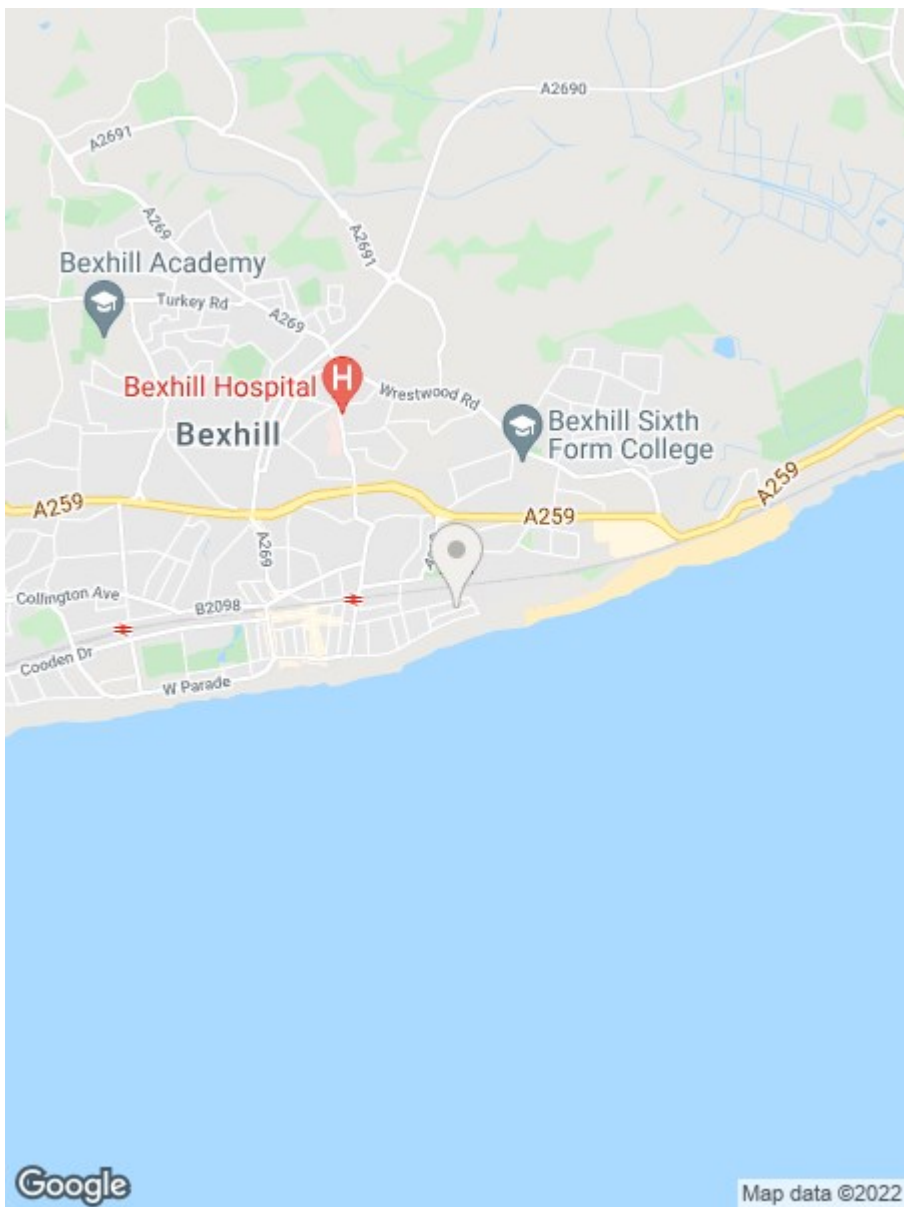 A2690
A2691
A269
A2691
Bexhill Academy
Turkey Rd
A269
Bexhill Hospital
H
Wrestwood Rd
Bexhill
Bexhill Sixth
Form College
A259
A259
A259
A269
Collington Ave
B2098
Cooden Dr
W Parade
Google
Map data ©2022